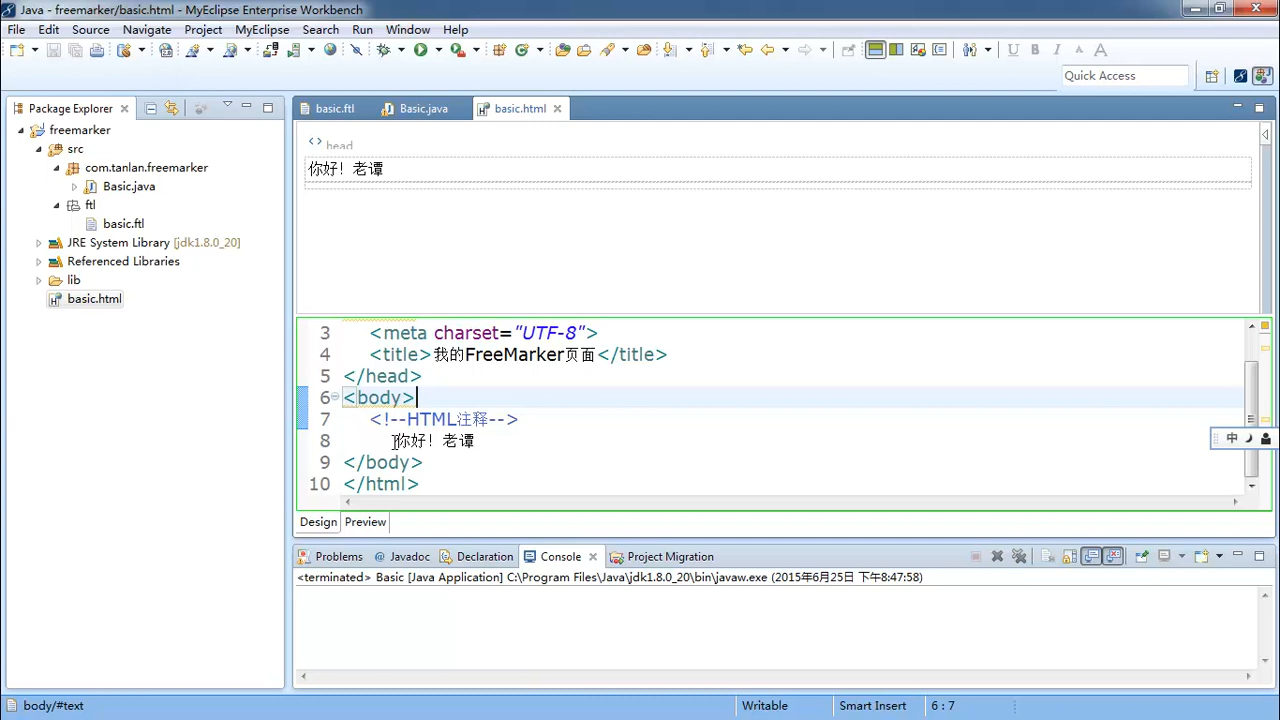 Java - freemarker/basic.html - MyEclipse Enterprise Workbench
File Edit Source Navigate Project MyEclipse Search Run Window Help
Quick Access
Package Explorer
basic.ftl Basic.java basic.html
freemarker
src
com.tanlan.freemarker
Basic.java
ftl
basic.ftl
JRE System Library [jdk1.8.0_20]
Referenced Libraries
lib
basic.html
head
你好！老谭
3 <meta charset="UTF-8">
4 <title>我的FreeMarker页面</title>
5 </head>
6 <body>
7 <!--HTML注释-->
8 你好！老谭
9 </body>
10 </html>
中
Design Preview
Problems @ Javadoc Declaration Console Project Migration
<terminated> Basic [Java Application] C:\Program Files\Java\jdk1.8.0_20\bin\javaw.exe (2015年6月25日 下午8:47:58)
body/#text Writable Smart Insert 6 : 7